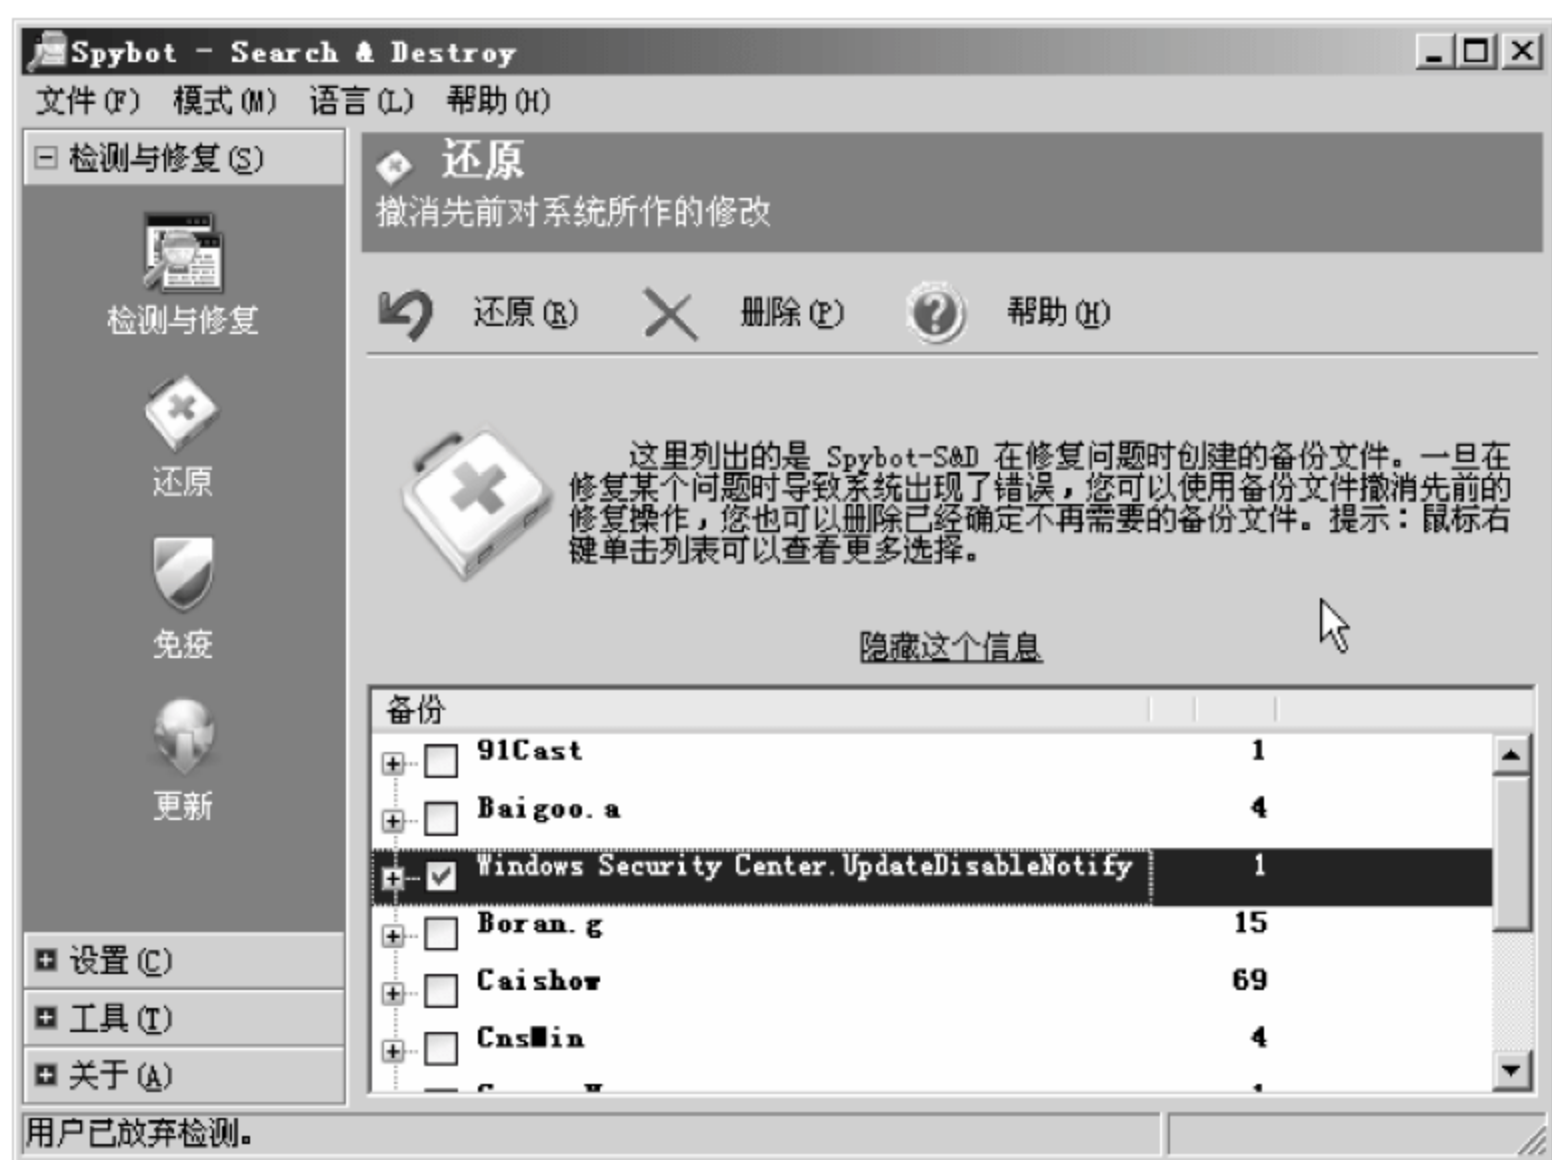 Spybot - Search & Destroy
文件(F) 模式(M) 语言(L) 帮助(H)
检测与修复(S)
检测与修复
还原
免疫
更新
设置(C)
工具(T)
关于(A)
还原
撤消先前对系统所作的修改
还原(R) 删除(P) 帮助(H)
这里列出的是 Spybot-S&D 在修复问题时创建的备份文件。一旦在
修复某个问题时导致系统出现了错误，您可以使用备份文件撤消先前的
修复操作，您也可以删除已经确定不再需要的备份文件。提示：鼠标右
键单击列表可以查看更多选择。
隐藏这个信息
备份
91Cast 1
Baigoo.a 4
Windows Security Center.UpdateDisableNotify 1
Boran.g 15
Caishow 69
CnsMin 4
用户已放弃检测。